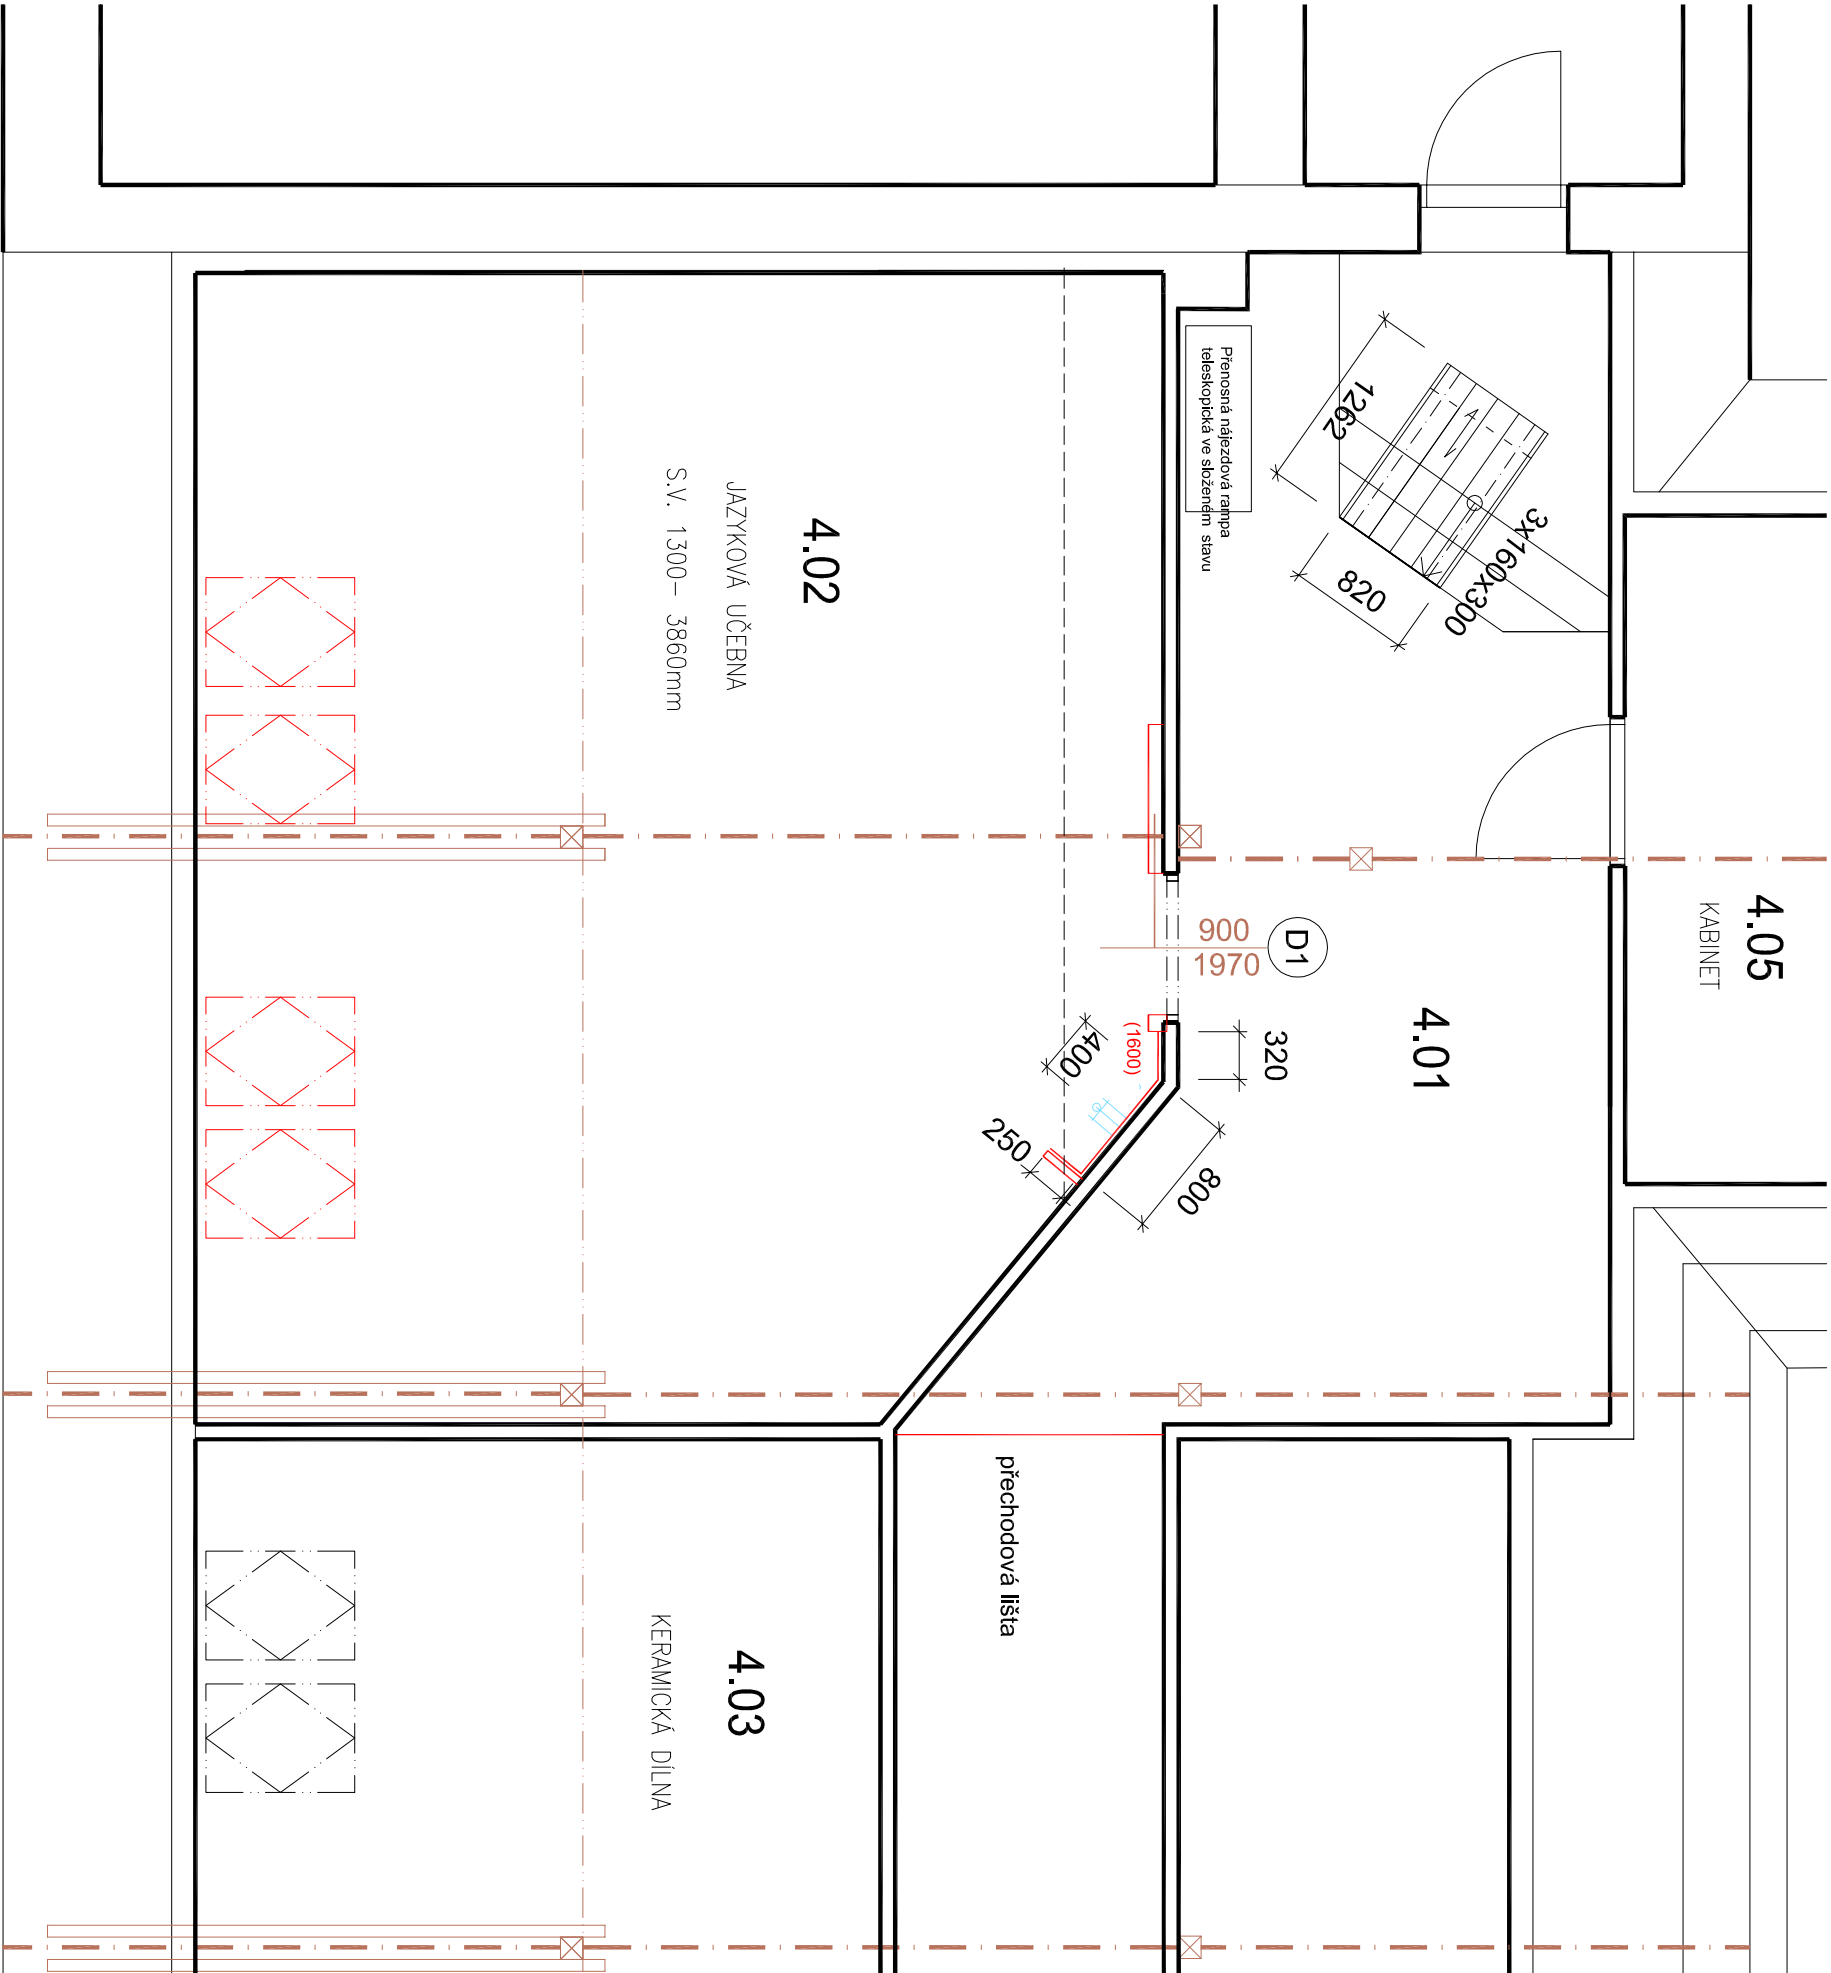 4.05
KABINET
4.01
3x160x300
1262
820
Přenosná nájezdová rampa
teleskopická ve složeném stavu
D1
900
1970
320
800
(1600)
400
250
4.02
JAZYKOVÁ UČEBNA
S.V. 1300- 3860mm
přechodová lišta
4.03
KERAMICKÁ DÍLNA